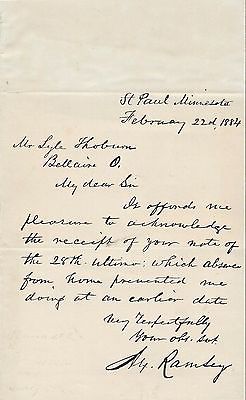 St Paul Minnesota
February 22d, 1884
Mr Lyle Thoburn
Bellaire O.
My dear Sir
It affords me
pleasure to acknowledge
the receipt of your note of
the 28th ultimo: which absence
from home prevented me
doing at an earlier date
Very Respectfully
Your obt. svt
Alex. Ramsey